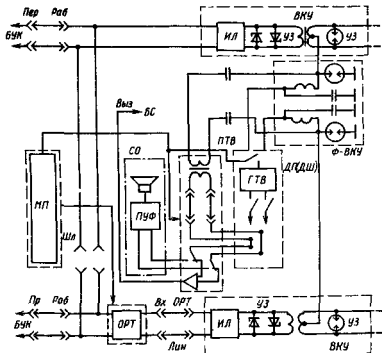 Пер Раб
БУК
ВКУ
ИЛ
УЗ
УЗ
Выз
БС
ПТВ
Ф-ВКУ
СО
ДП(ДШ)
ГТВ
МП
ПУФ
Шл
Пр Раб
Вх ОРТ
УЗ
БУК
ОРТ
ИЛ
УЗ
Лин
ВКУ